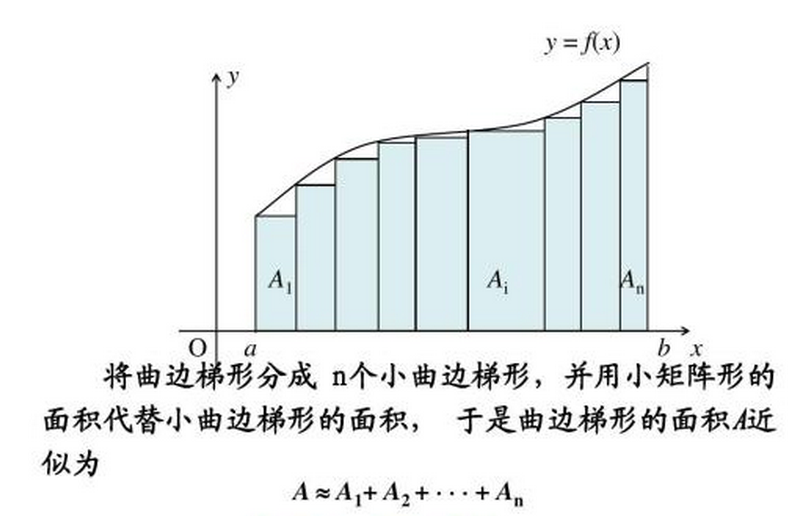 y = f(x)
y
A₁ Aᵢ Aₙ
O a b x
将曲边梯形分成 n个小曲边梯形，并用小矩阵形的
面积代替小曲边梯形的面积， 于是曲边梯形的面积A近
似为
A ≈ A₁+ A₂ + · · · + Aₙ